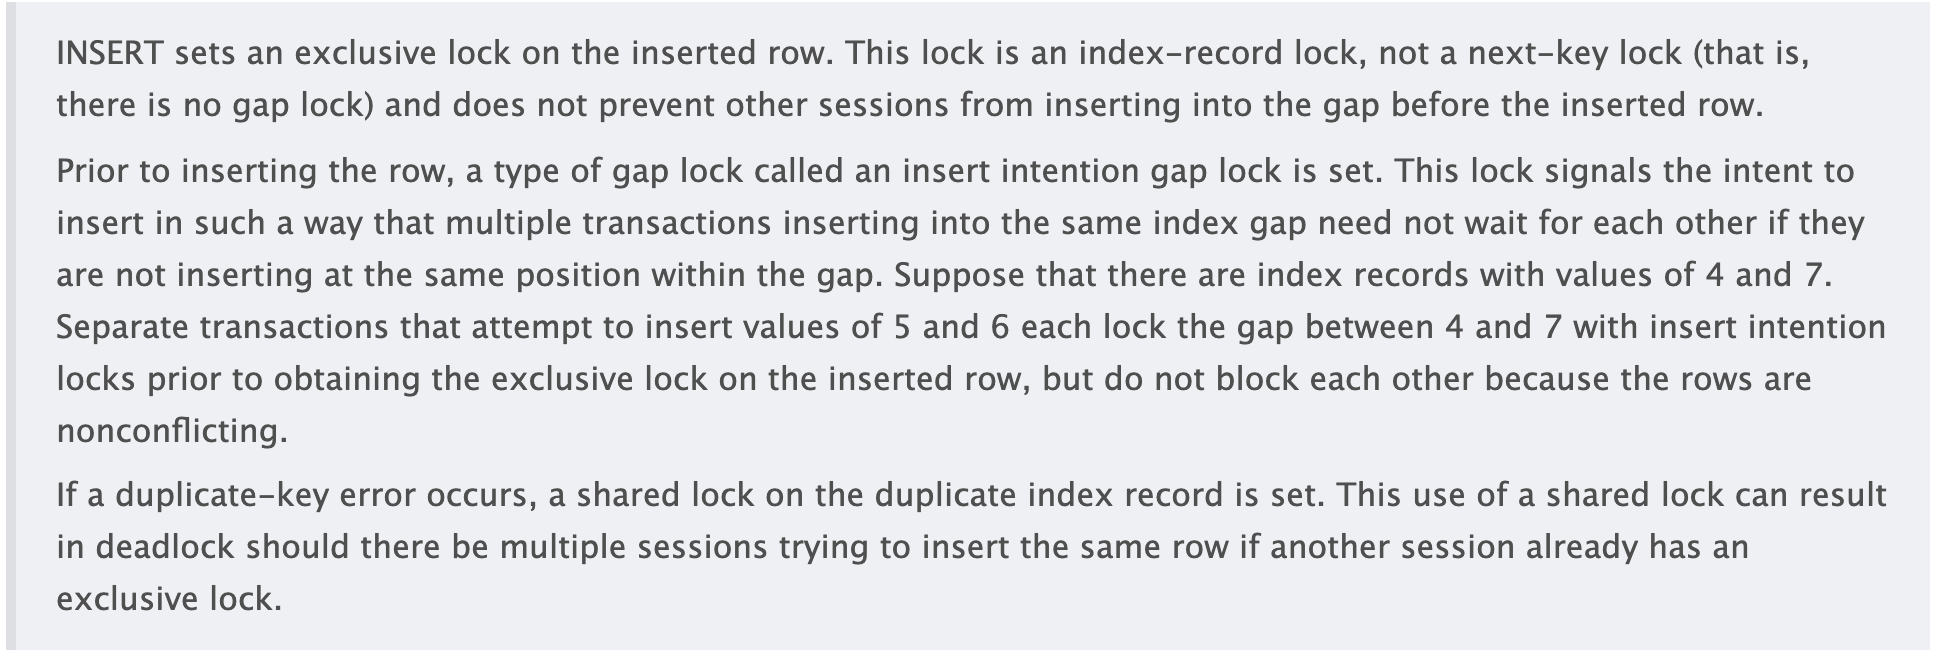 INSERT sets an exclusive lock on the inserted row. This lock is an index-record lock, not a next-key lock (that is,
there is no gap lock) and does not prevent other sessions from inserting into the gap before the inserted row.
Prior to inserting the row, a type of gap lock called an insert intention gap lock is set. This lock signals the intent to
insert in such a way that multiple transactions inserting into the same index gap need not wait for each other if they
are not inserting at the same position within the gap. Suppose that there are index records with values of 4 and 7.
Separate transactions that attempt to insert values of 5 and 6 each lock the gap between 4 and 7 with insert intention
locks prior to obtaining the exclusive lock on the inserted row, but do not block each other because the rows are
nonconflicting.
If a duplicate-key error occurs, a shared lock on the duplicate index record is set. This use of a shared lock can result
in deadlock should there be multiple sessions trying to insert the same row if another session already has an
exclusive lock.